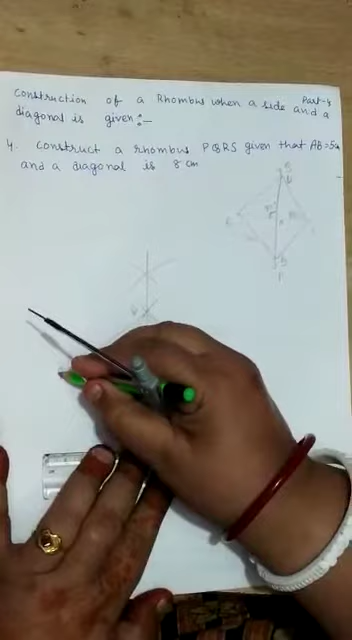 Construction of a Rhombus when a side and a Part-4
diagonal is given :-
4. Construct a rhombus PQRS given that AB = 5cm
and a diagonal is 8 cm